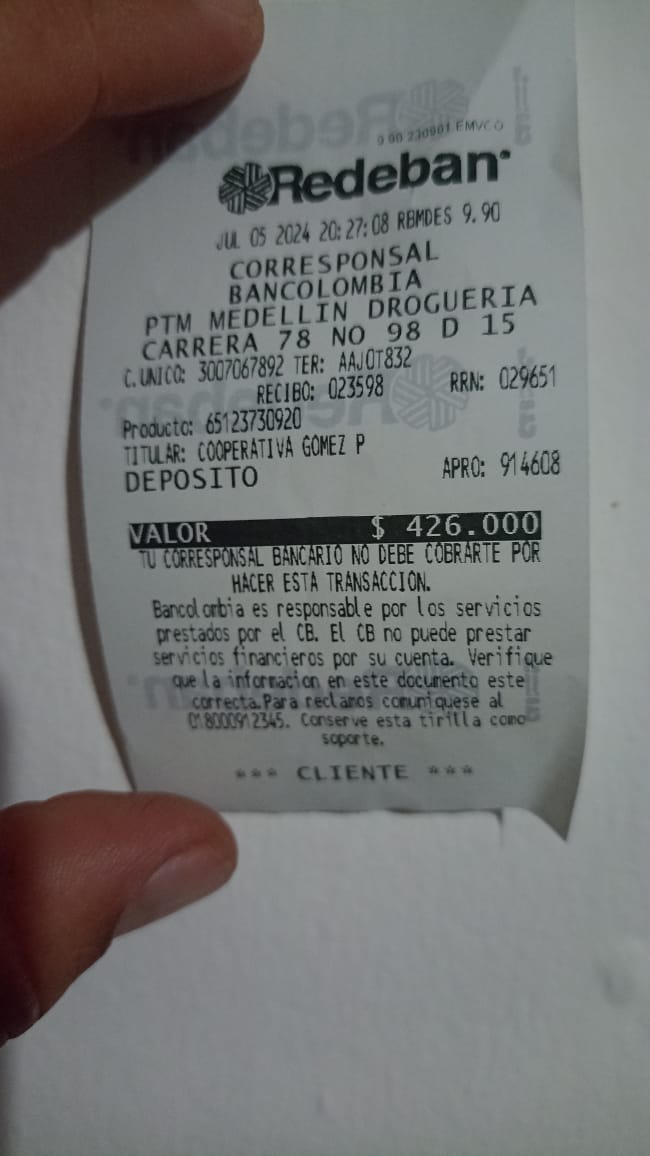 0 00 230901 EMVCO
Redeban
JUL 05 2024 20:27:08 RBMDES 9.90
CORRESPONSAL
BANCOLOMBIA
PTM MEDELLIN DROGUERIA
CARRERA 78 NO 98 D 15
C.UNICO: 3007067892 TER: AAJOT832
RECIBO: 023598 RRN: 029651
Producto: 65123730920
TITULAR: COOPERATIVA GOMEZ P
DEPOSITO APRO: 914608
VALOR $ 426.000
TU CORRESPONSAL BANCARIO NO DEBE COBRARTE POR
HACER ESTA TRANSACCION.
Bancolombia es responsable por los servicios
prestados por el CB. El CB no puede prestar
servicios financieros por su cuenta. Verifique
que la informacion en este documento este
correcta.Para reclamos comuniquese al
018000912345. Conserve esta tirilla como
soporte.
*** CLIENTE ***